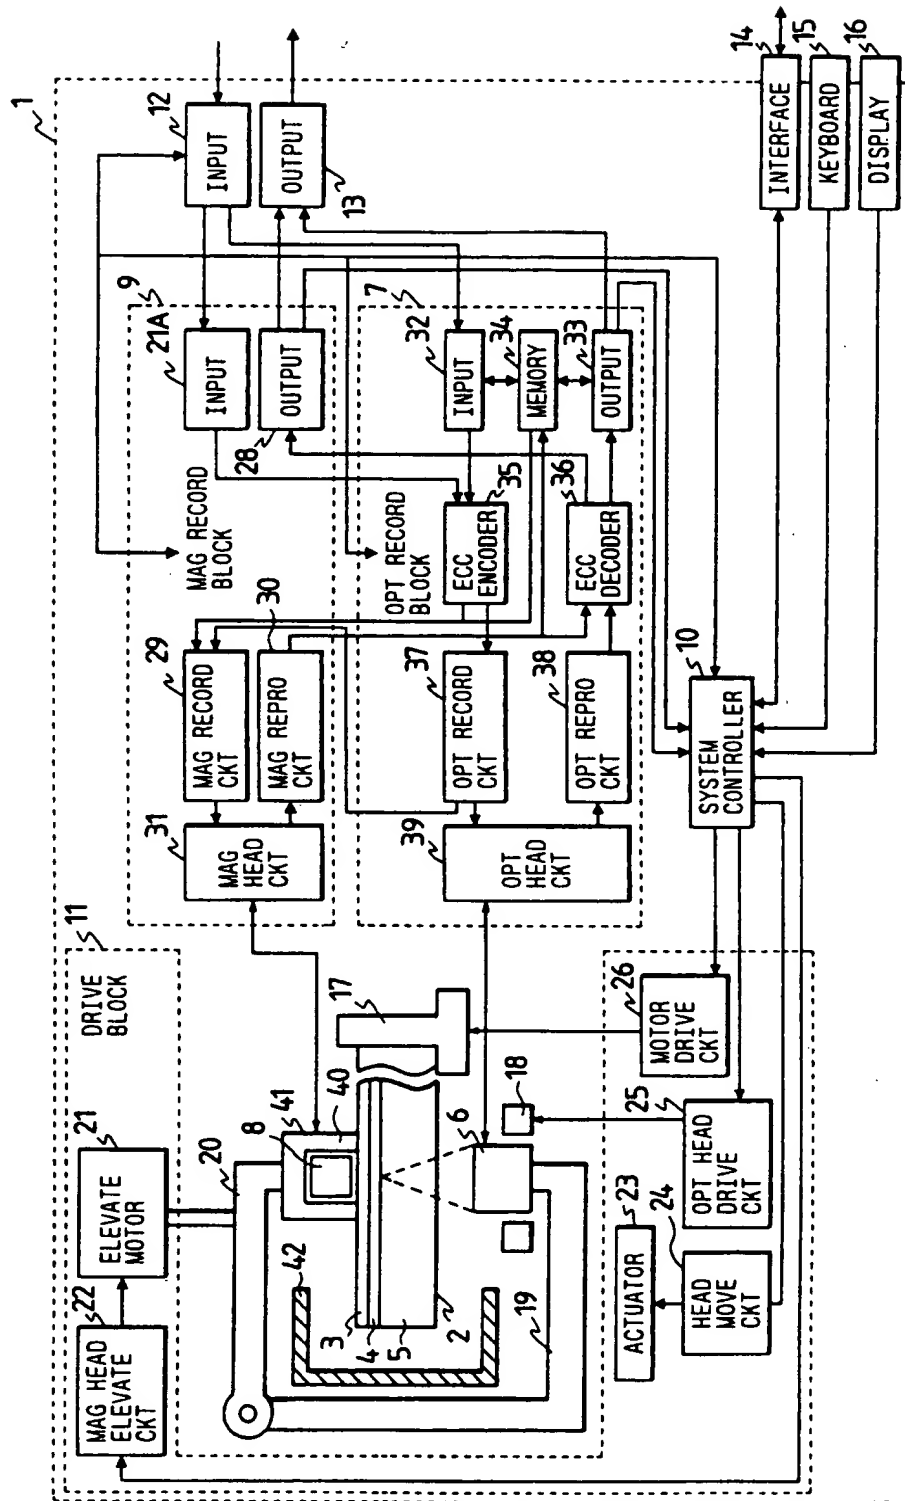 1
11
DRIVE
BLOCK
22
MAG HEAD
ELEVATE
CKT
21
ELEVATE
MOTOR
20
41
8
40
42
3
4
5
2
17
6
18
19
9
MAG RECORD
BLOCK
31
MAG
HEAD
CKT
29
MAG RECORD
CKT
30
MAG REPRO
CKT
21A
INPUT
28
OUTPUT
12
INPUT
13
OUTPUT
7
OPT RECORD
BLOCK
39
OPT
HEAD
CKT
37
OPT RECORD
CKT
38
OPT REPRO
CKT
35
ECC
ENCODER
36
ECC
DECODER
32
INPUT
34
MEMORY
33
OUTPUT
10
SYSTEM
CONTROLLER
26
MOTOR
DRIVE
CKT
25
OPT HEAD
DRIVE
CKT
23
ACTUATOR
24
HEAD
MOVE
CKT
14
INTERFACE
15
KEYBOARD
16
DISPLAY